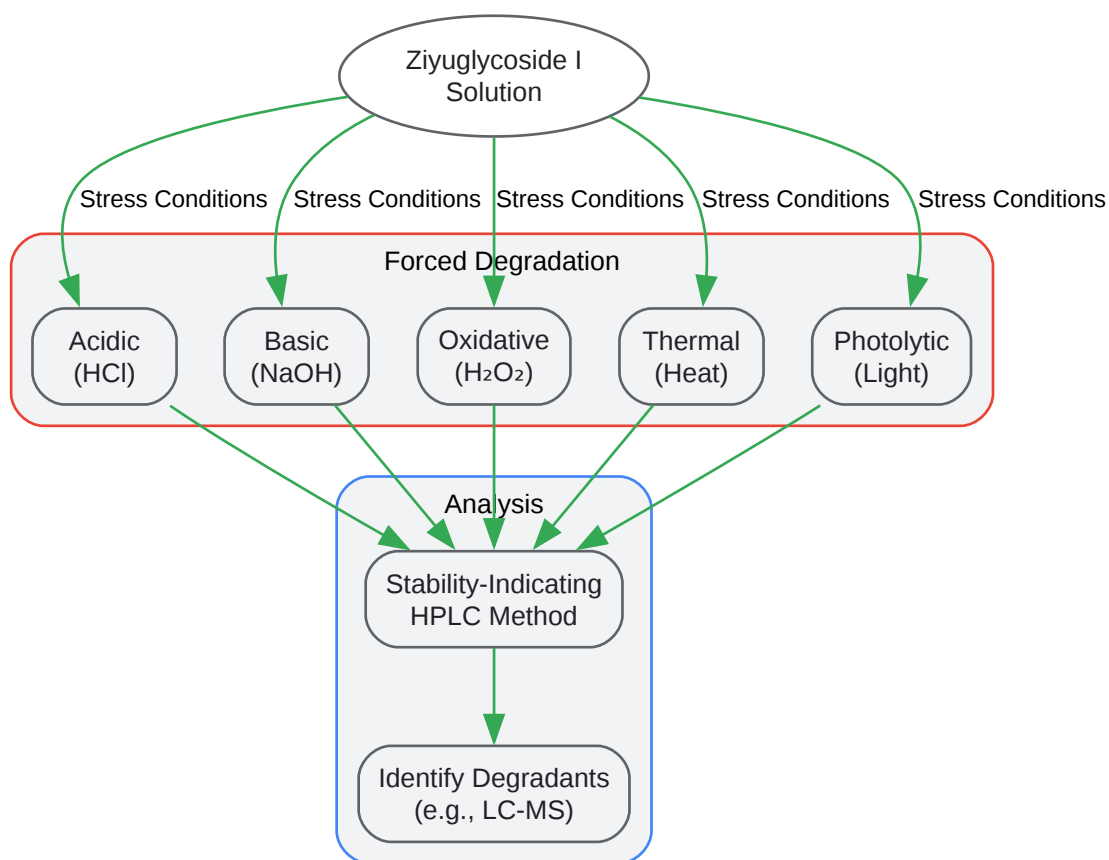 Ziyuglycoside I
Solution
Stress Conditions
Stress Conditions
Stress Conditions
Stress Conditions
Stress Conditions
Forced Degradation
Acidic
(HCl)
Basic
(NaOH)
Oxidative
(H₂O₂)
Thermal
(Heat)
Photolytic
(Light)
Analysis
Stability-Indicating
HPLC Method
Identify Degradants
(e.g., LC-MS)